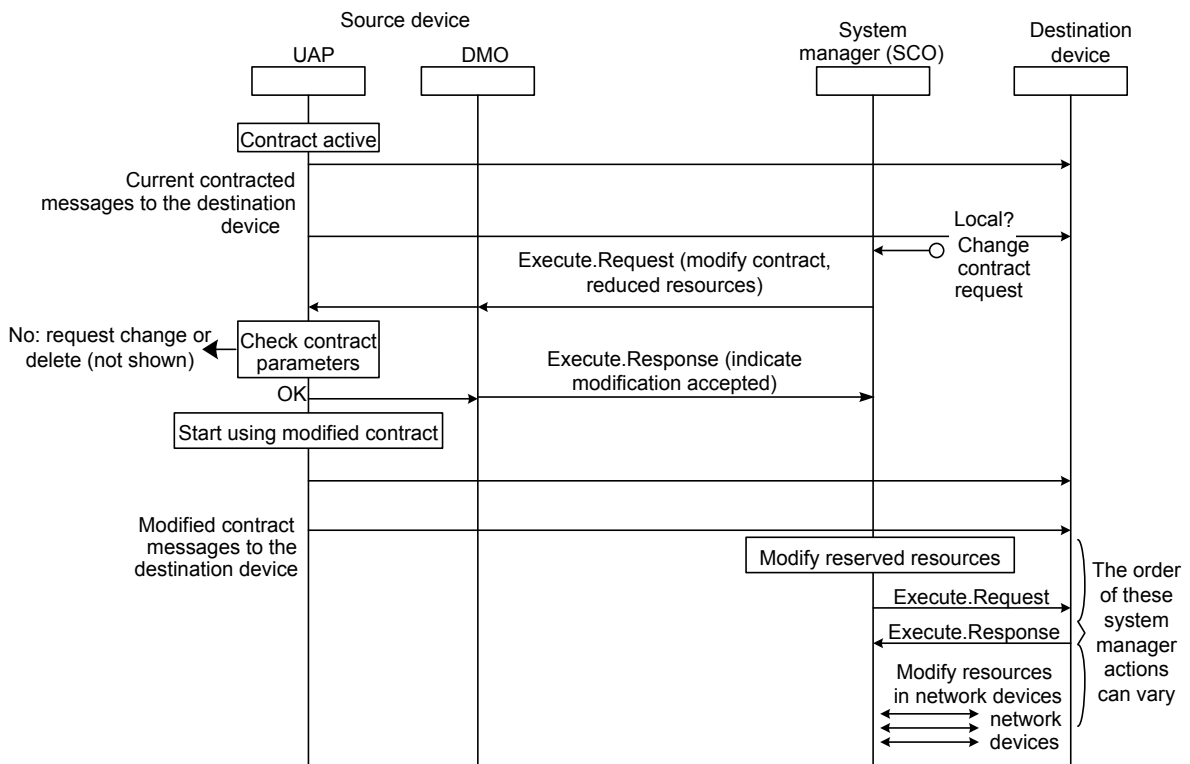 Source device
UAP
DMO
System
manager (SCO)
Destination
device
Contract active
Current contracted
messages to the destination
device
Local?
Change
contract
request
Execute.Request (modify contract,
reduced resources)
No: request change or
delete (not shown)
Check contract
parameters
Execute.Response (indicate
modification accepted)
OK
Start using modified contract
Modified contract
messages to the
destination device
Modify reserved resources
Execute.Request
Execute.Response
Modify resources
in network devices
network
devices
The order
of these
system
manager
actions
can vary